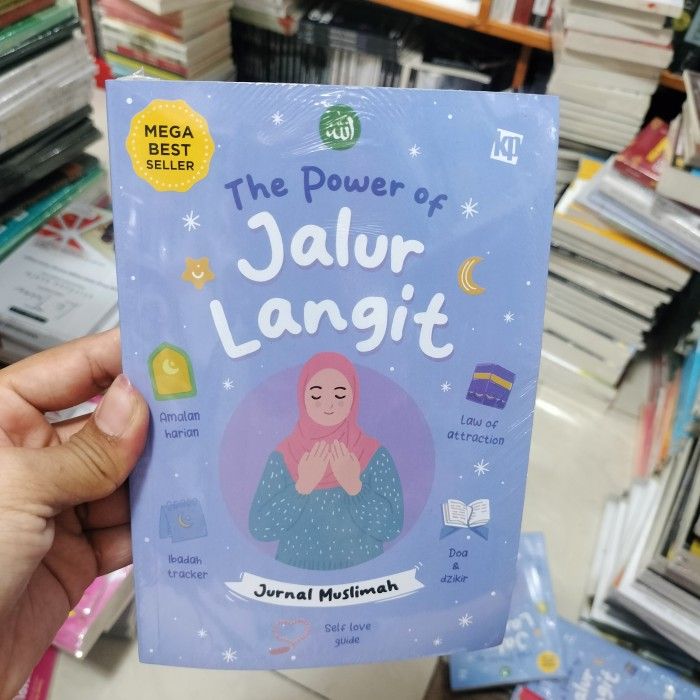 MEGA
BEST
SELLER
الله
The Power of
Jalur
Langit
Amalan
harian
Law of
attraction
Ibadah
tracker
Doa
&
dzikir
Jurnal Muslimah
Self love
guide